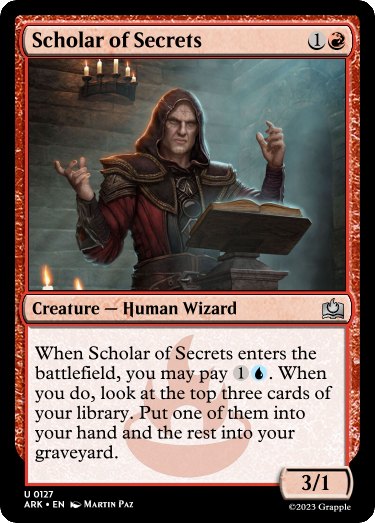 Scholar of Secrets 1
Creature — Human Wizard
When Scholar of Secrets enters the
battlefield, you may pay 1 . When
you do, look at the top three cards of
your library. Put one of them into
your hand and the rest into your
graveyard.
3/1
U 0127
ARK • EN Martin Paz
©2023 Grapple